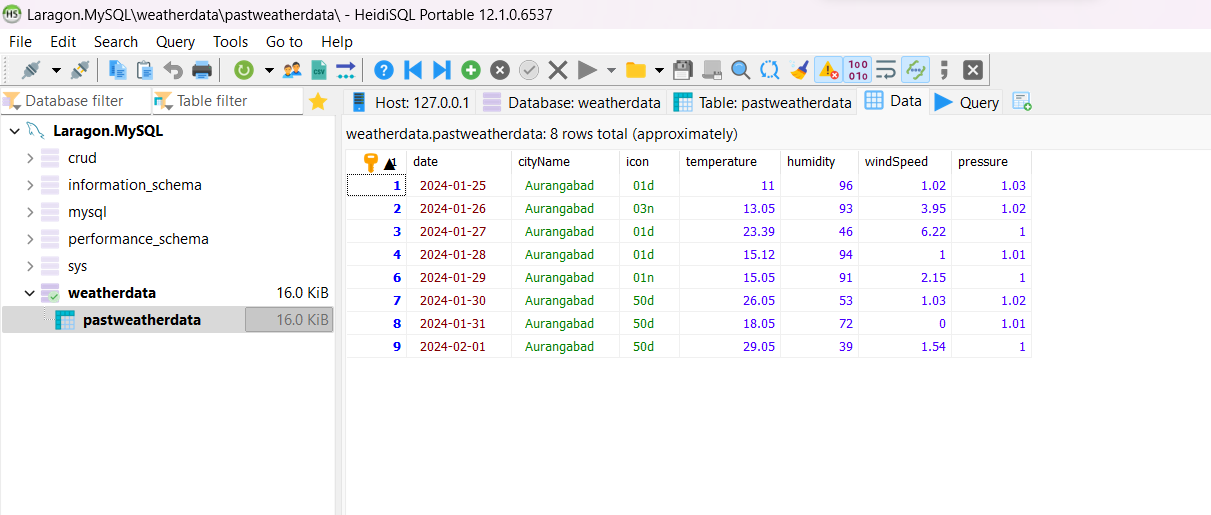 Laragon.MySQL\weatherdata\pastweatherdata\ - HeidiSQL Portable 12.1.0.6537
File Edit Search Query Tools Go to Help
Database filter Table filter Host: 127.0.0.1 Database: weatherdata Table: pastweatherdata Data Query
Laragon.MySQL
crud
information_schema
mysql
performance_schema
sys
weatherdata 16.0 KiB
pastweatherdata 16.0 KiB
weatherdata.pastweatherdata: 8 rows total (approximately)
1 date cityName icon temperature humidity windSpeed pressure
1 2024-01-25 Aurangabad 01d 11 96 1.02 1.03
2 2024-01-26 Aurangabad 03n 13.05 93 3.95 1.02
3 2024-01-27 Aurangabad 01d 23.39 46 6.22 1
4 2024-01-28 Aurangabad 01d 15.12 94 1 1.01
6 2024-01-29 Aurangabad 01n 15.05 91 2.15 1
7 2024-01-30 Aurangabad 50d 26.05 53 1.03 1.02
8 2024-01-31 Aurangabad 50d 18.05 72 0 1.01
9 2024-02-01 Aurangabad 50d 29.05 39 1.54 1